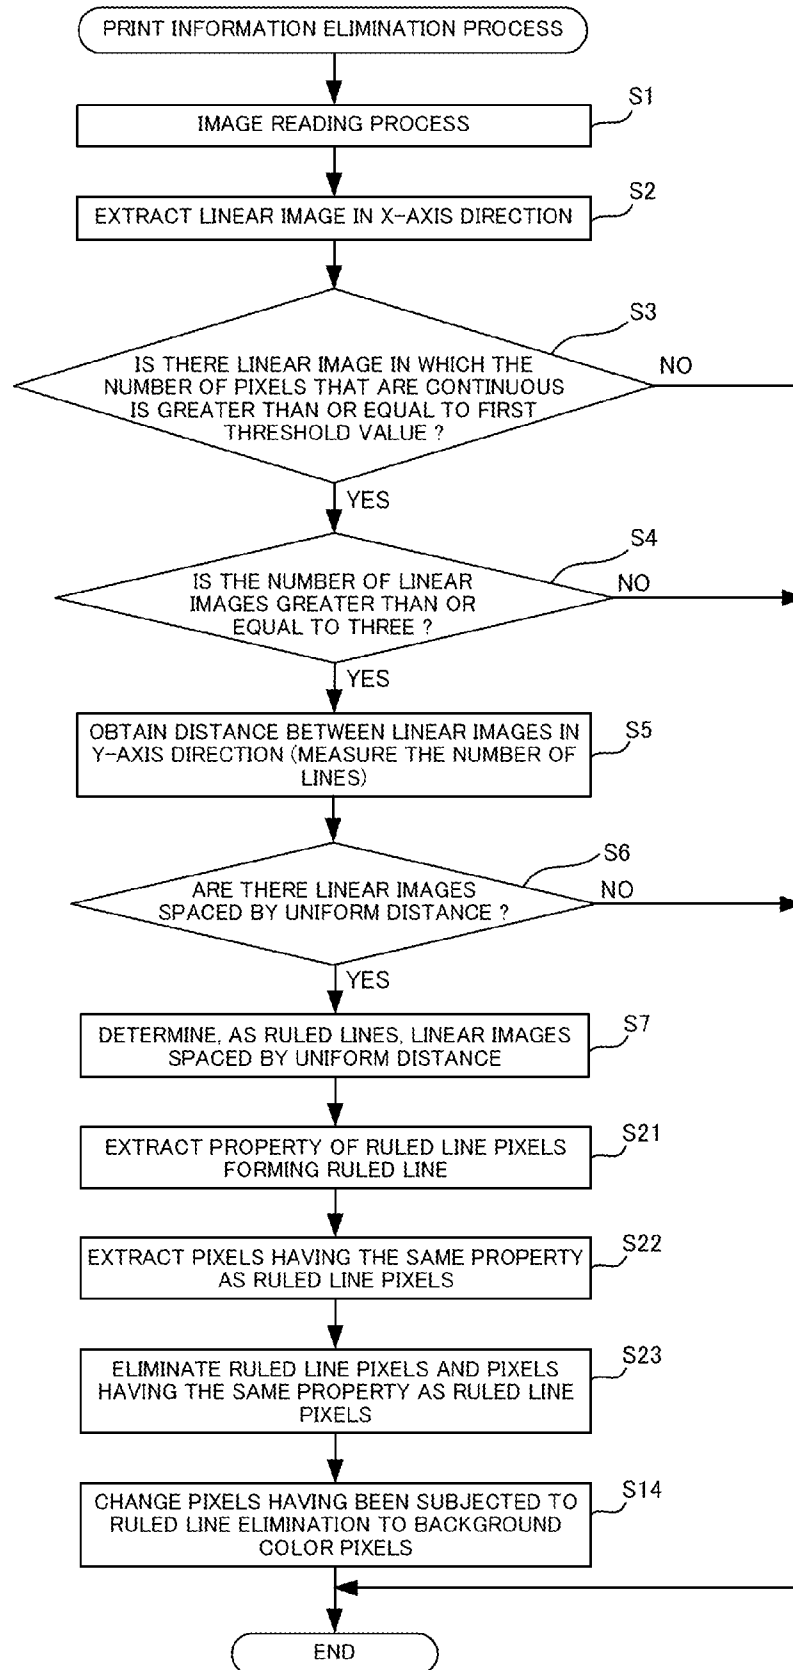 PRINT INFORMATION ELIMINATION PROCESS
S1
IMAGE READING PROCESS
S2
EXTRACT LINEAR IMAGE IN X-AXIS DIRECTION
S3
IS THERE LINEAR IMAGE IN WHICH THE
NUMBER OF PIXELS THAT ARE CONTINUOUS
IS GREATER THAN OR EQUAL TO FIRST
THRESHOLD VALUE ?
NO
YES
S4
IS THE NUMBER OF LINEAR
IMAGES GREATER THAN OR
EQUAL TO THREE ?
NO
YES
S5
OBTAIN DISTANCE BETWEEN LINEAR IMAGES IN
Y-AXIS DIRECTION (MEASURE THE NUMBER OF
LINES)
S6
ARE THERE LINEAR IMAGES
SPACED BY UNIFORM DISTANCE ?
NO
YES
S7
DETERMINE, AS RULED LINES, LINEAR IMAGES
SPACED BY UNIFORM DISTANCE
S21
EXTRACT PROPERTY OF RULED LINE PIXELS
FORMING RULED LINE
S22
EXTRACT PIXELS HAVING THE SAME PROPERTY
AS RULED LINE PIXELS
S23
ELIMINATE RULED LINE PIXELS AND PIXELS
HAVING THE SAME PROPERTY AS RULED LINE
PIXELS
S14
CHANGE PIXELS HAVING BEEN SUBJECTED TO
RULED LINE ELIMINATION TO BACKGROUND
COLOR PIXELS
END